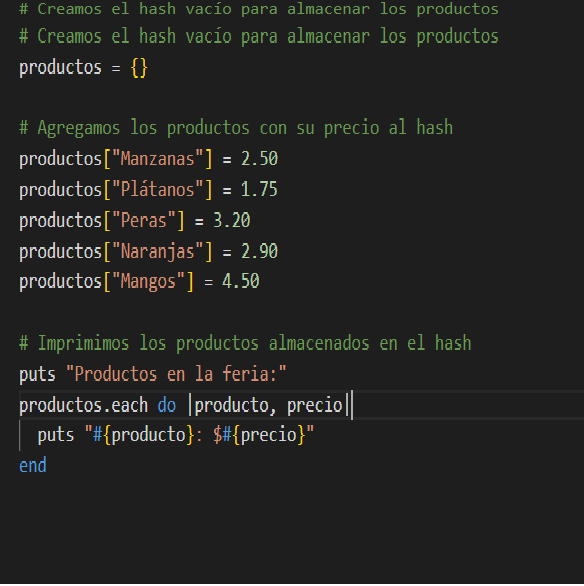 # Creamos el hash vacío para almacenar los productos
# Creamos el hash vacío para almacenar los productos
productos = {}
# Agregamos los productos con su precio al hash
productos["Manzanas"] = 2.50
productos["Plátanos"] = 1.75
productos["Peras"] = 3.20
productos["Naranjas"] = 2.90
productos["Mangos"] = 4.50
# Imprimimos los productos almacenados en el hash
puts "Productos en la feria:"
productos.each do |producto, precio|
  puts "#{producto}: $#{precio}"
end